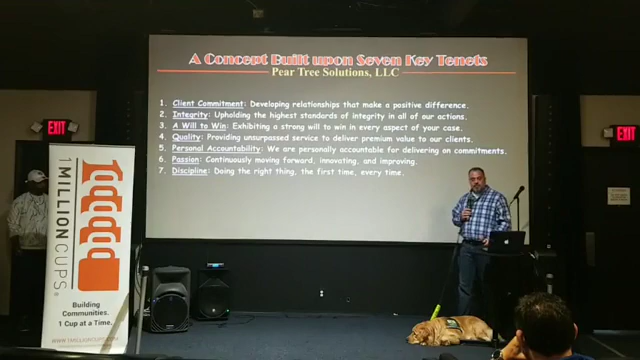 A Concept Built upon Seven Key Tenets
Pear Tree Solutions, LLC
1. Client Commitment: Developing relationships that make a positive difference.
2. Integrity: Upholding the highest standards of integrity in all of our actions.
3. A Will to Win: Exhibiting a strong will to win in every aspect of your case.
4. Quality: Providing unsurpassed service to deliver premium value to our clients.
5. Personal Accountability: We are personally accountable for delivering on commitments.
6. Passion: Continuously moving forward, innovating, and improving.
7. Discipline: Doing the right thing, the first time, every time.
EXIT
EXIT
1MILLIONCUPS
Building
Communities.
1 Cup at a Time.
WWW.1MILLIONCUPS.COM